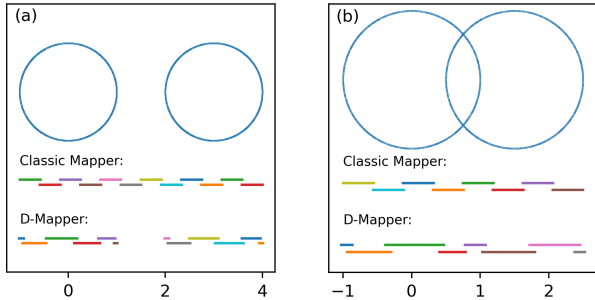 (a)
Classic Mapper:
D-Mapper:
0 2 4
(b)
Classic Mapper:
D-Mapper:
−1 0 1 2